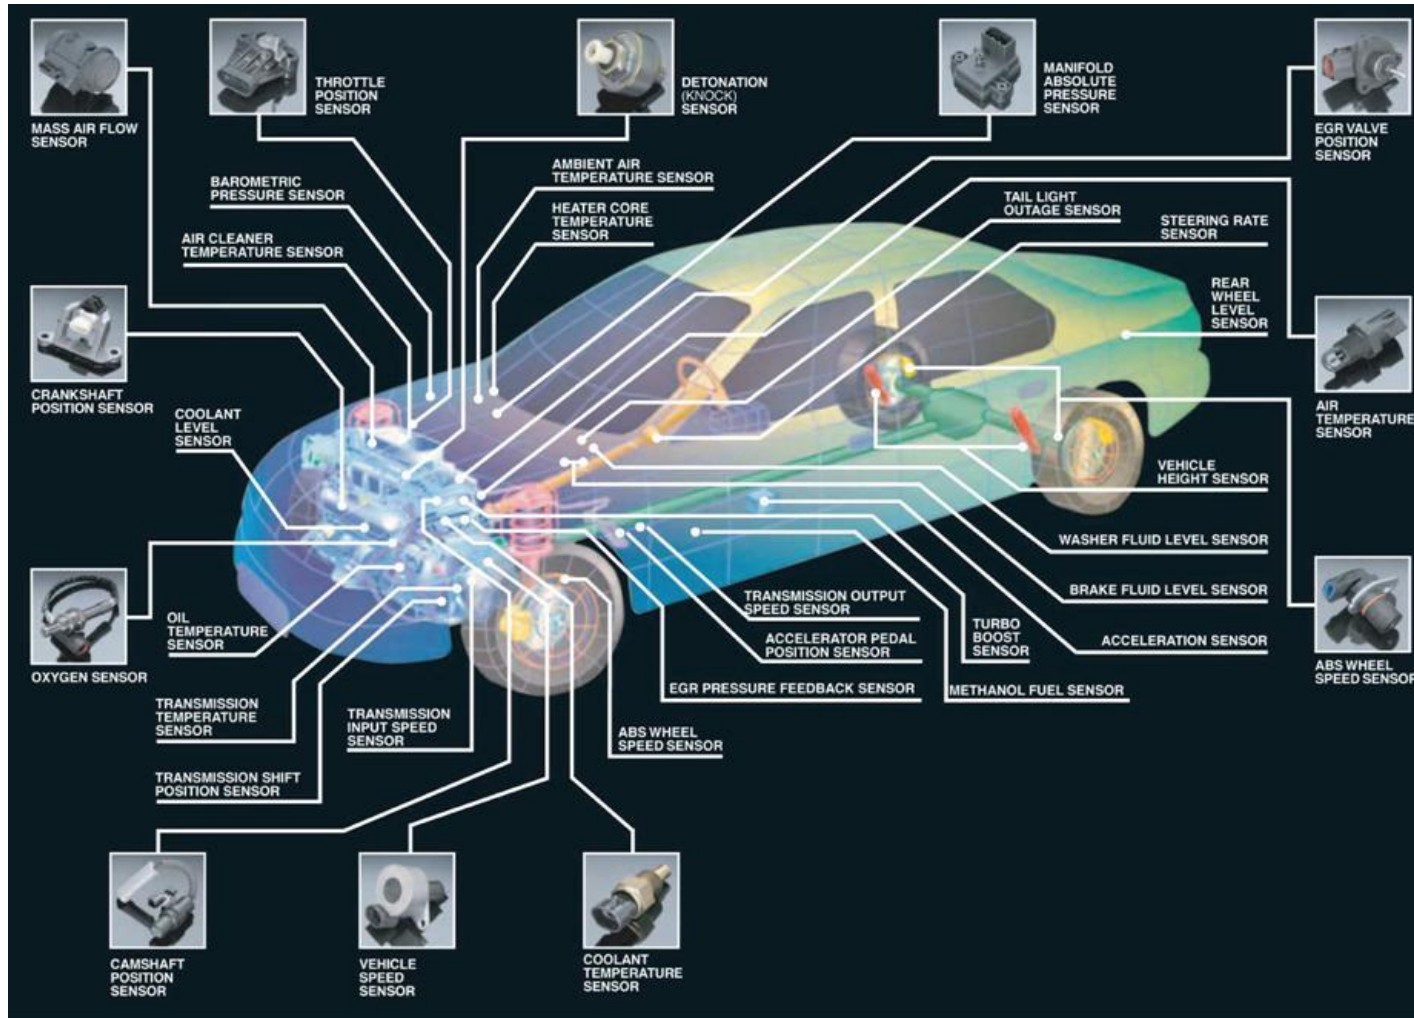 MASS AIR FLOW
SENSOR
THROTTLE
POSITION
SENSOR
DETONATION
(KNOCK)
SENSOR
MANIFOLD
ABSOLUTE
PRESSURE
SENSOR
EGR VALVE
POSITION
SENSOR
BAROMETRIC
PRESSURE SENSOR
AMBIENT AIR
TEMPERATURE SENSOR
HEATER CORE
TEMPERATURE
SENSOR
TAIL LIGHT
OUTAGE SENSOR
STEERING RATE
SENSOR
AIR CLEANER
TEMPERATURE SENSOR
REAR
WHEEL
LEVEL
SENSOR
CRANKSHAFT
POSITION SENSOR
COOLANT
LEVEL
SENSOR
AIR
TEMPERATURE
SENSOR
VEHICLE
HEIGHT SENSOR
WASHER FLUID LEVEL SENSOR
BRAKE FLUID LEVEL SENSOR
ACCELERATION SENSOR
ABS WHEEL
SPEED SENSOR
OXYGEN SENSOR
OIL
TEMPERATURE
SENSOR
TRANSMISSION OUTPUT
SPEED SENSOR
ACCELERATOR PEDAL
POSITION SENSOR
TURBO
BOOST
SENSOR
EGR PRESSURE FEEDBACK SENSOR
METHANOL FUEL SENSOR
TRANSMISSION
TEMPERATURE
SENSOR
TRANSMISSION
INPUT SPEED
SENSOR
ABS WHEEL
SPEED SENSOR
TRANSMISSION SHIFT
POSITION SENSOR
CAMSHAFT
POSITION
SENSOR
VEHICLE
SPEED
SENSOR
COOLANT
TEMPERATURE
SENSOR